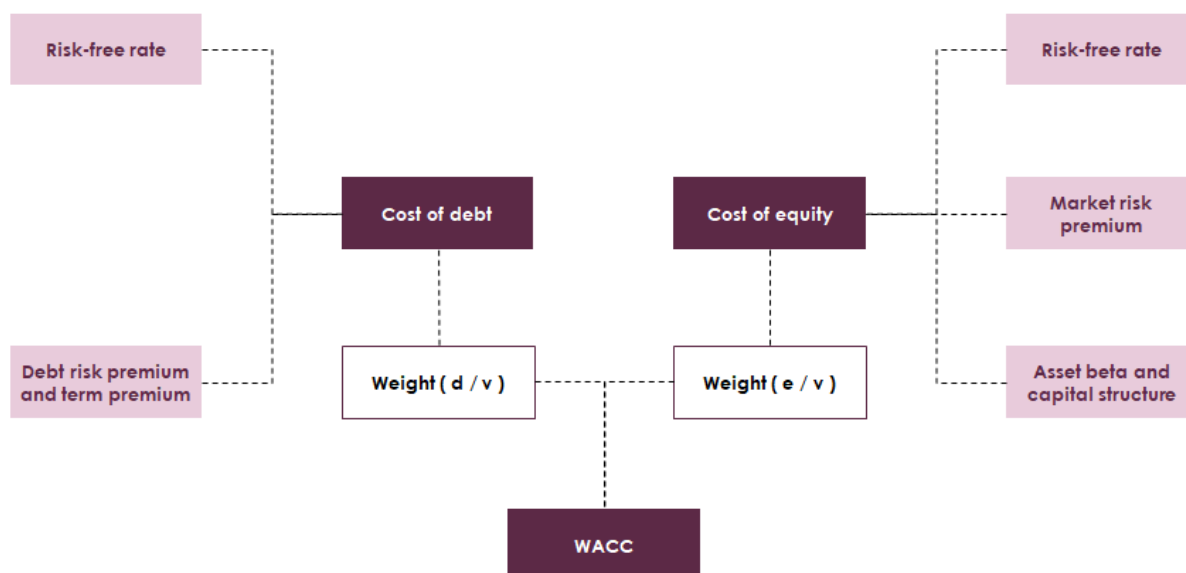 Risk-free rate
Risk-free rate
Cost of debt
Cost of equity
Market risk
premium
Debt risk premium
and term premium
Weight ( d / v )
Weight ( e / v )
Asset beta and
capital structure
WACC